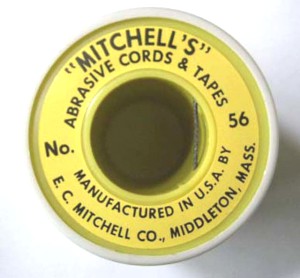 "MITCHELL'S"
ABRASIVE CORDS & TAPES
No. 56
MANUFACTURED IN U.S.A. BY
E. C. MITCHELL CO., MIDDLETON, MASS.